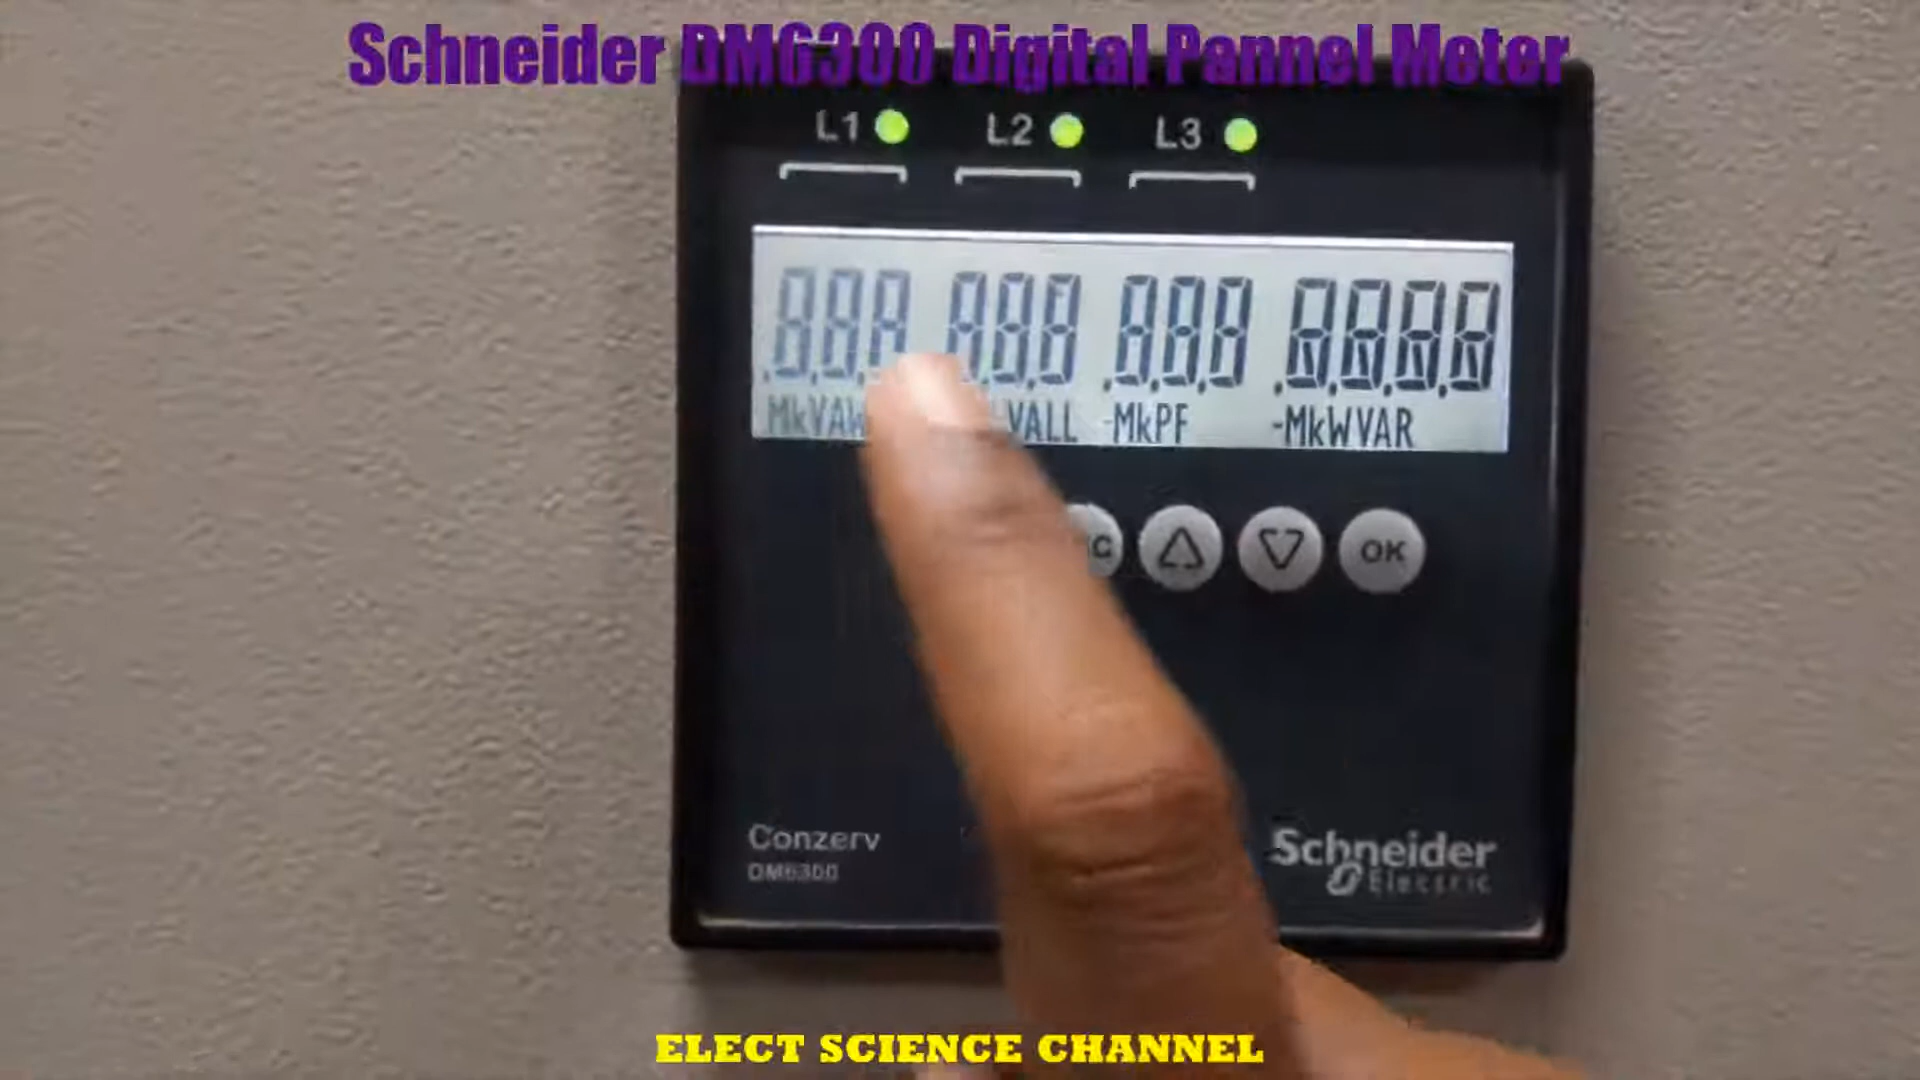 Schneider DM6300 Digital Pannel Meter
L1 L2 L3
.8.8.8 .8.8.8 .8.8.8 .8.8.8.8
MkVAW VALL -MkPF -MkWVAR
OK
Conzerv
DM6300
Schneider
Electric
ELECT SCIENCE CHANNEL